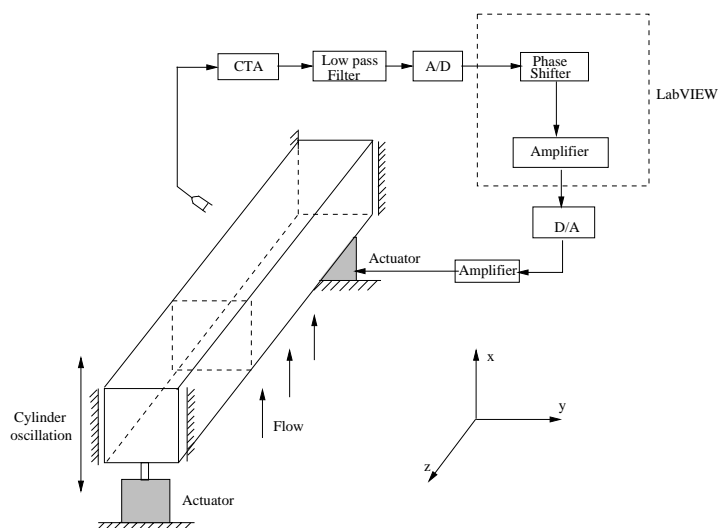 CTA
Low pass
Filter
A/D
Phase
Shifter
LabVIEW
Amplifier
D/A
Actuator
Amplifier
x
y
z
Cylinder
oscillation
Flow
Actuator